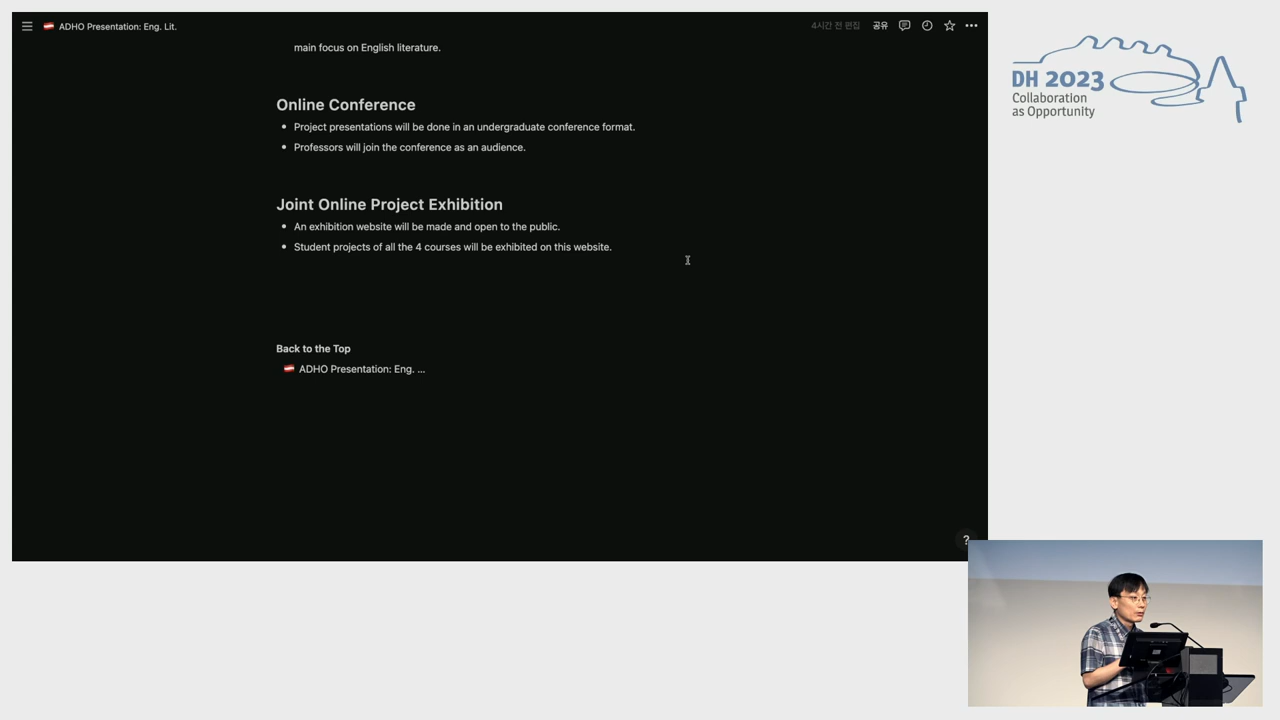 ADHO Presentation: Eng. Lit.
4시간 전 편집
공유
main focus on English literature.
Online Conference
Project presentations will be done in an undergraduate conference format.
Professors will join the conference as an audience.
Joint Online Project Exhibition
An exhibition website will be made and open to the public.
Student projects of all the 4 courses will be exhibited on this website.
Back to the Top
ADHO Presentation: Eng. ...
?
DH 2023
Collaboration
as Opportunity